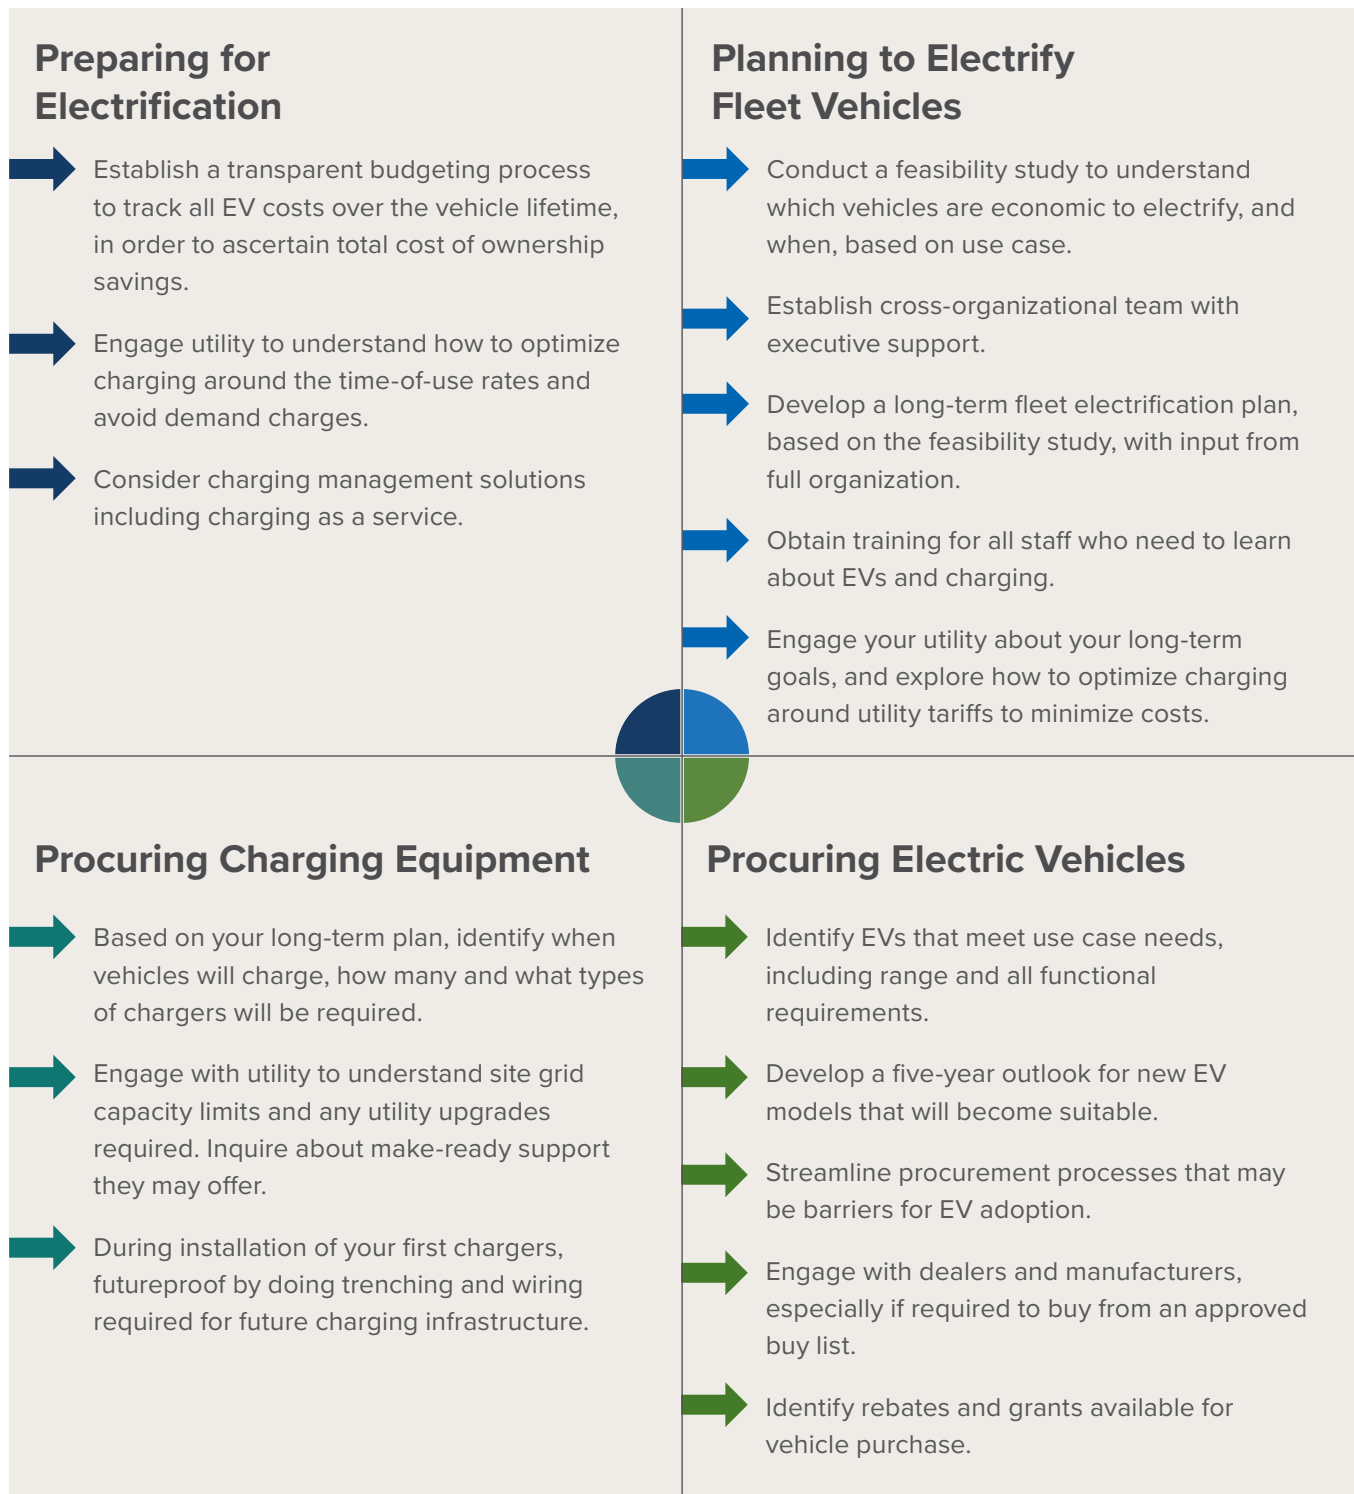 Preparing for
Electrification
Establish a transparent budgeting process
to track all EV costs over the vehicle lifetime,
in order to ascertain total cost of ownership
savings.
Engage utility to understand how to optimize
charging around the time-of-use rates and
avoid demand charges.
Consider charging management solutions
including charging as a service.
Planning to Electrify
Fleet Vehicles
Conduct a feasibility study to understand
which vehicles are economic to electrify, and
when, based on use case.
Establish cross-organizational team with
executive support.
Develop a long-term fleet electrification plan,
based on the feasibility study, with input from
full organization.
Obtain training for all staff who need to learn
about EVs and charging.
Engage your utility about your long-term
goals, and explore how to optimize charging
around utility tariffs to minimize costs.
Procuring Charging Equipment
Based on your long-term plan, identify when
vehicles will charge, how many and what types
of chargers will be required.
Engage with utility to understand site grid
capacity limits and any utility upgrades
required. Inquire about make-ready support
they may offer.
During installation of your first chargers,
futureproof by doing trenching and wiring
required for future charging infrastructure.
Procuring Electric Vehicles
Identify EVs that meet use case needs,
including range and all functional
requirements.
Develop a five-year outlook for new EV
models that will become suitable.
Streamline procurement processes that may
be barriers for EV adoption.
Engage with dealers and manufacturers,
especially if required to buy from an approved
buy list.
Identify rebates and grants available for
vehicle purchase.